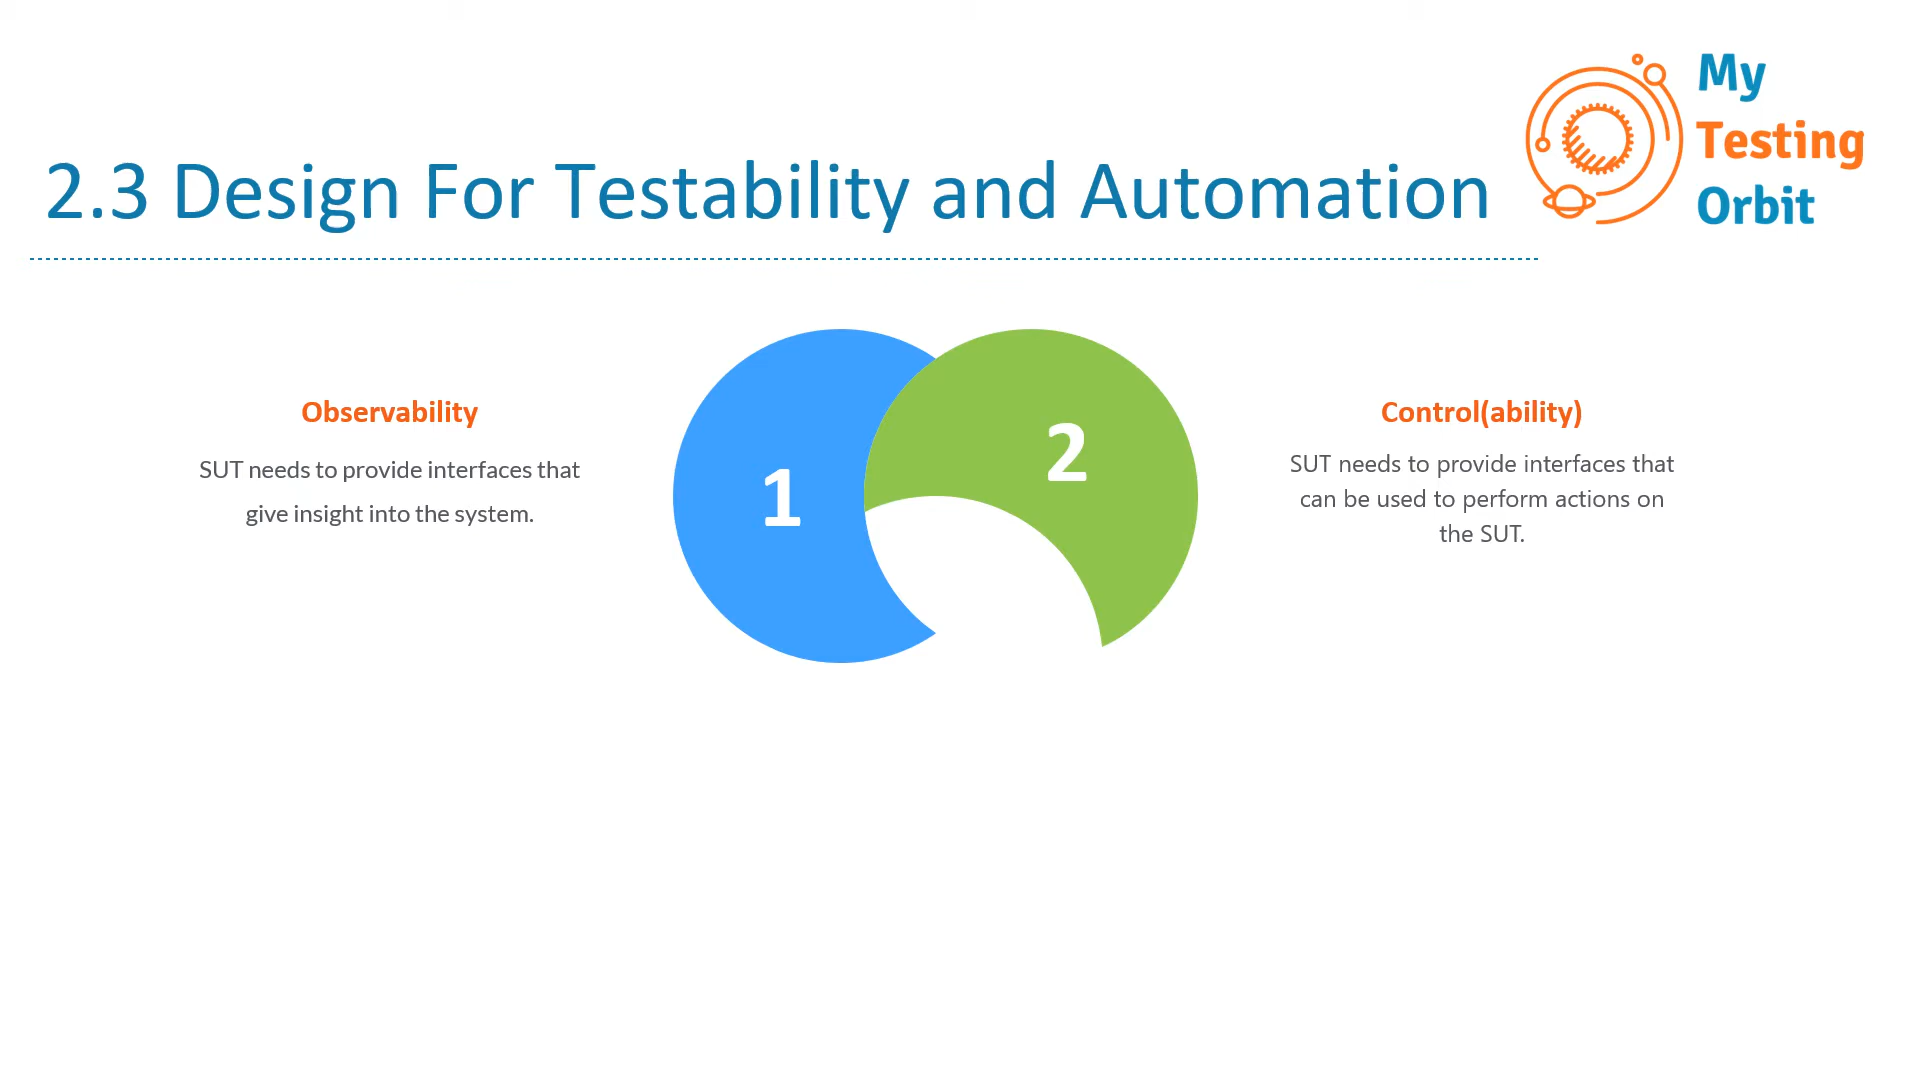 My
Testing
Orbit
2.3 Design For Testability and Automation
Observability
SUT needs to provide interfaces that
give insight into the system.
1
2
Control(ability)
SUT needs to provide interfaces that
can be used to perform actions on
the SUT.